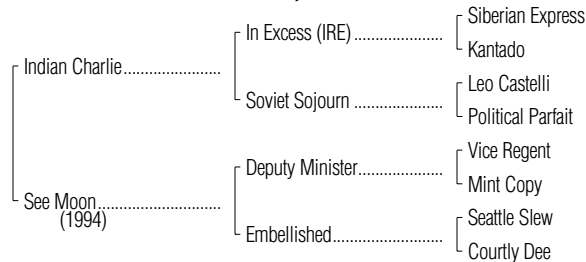 Siberian Express
In Excess (IRE) ....................
Kantado
Indian Charlie......................
Leo Castelli
Soviet Sojourn ....................
Political Parfait
Vice Regent
Deputy Minister...................
Mint Copy
See Moon............................
(1994)
Seattle Slew
Embellished.........................
Courtly Dee